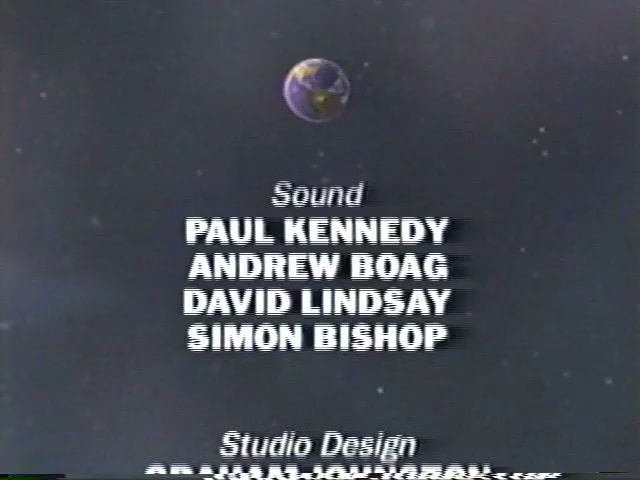 Sound
PAUL KENNEDY
ANDREW BOAG
DAVID LINDSAY
SIMON BISHOP
Studio Design